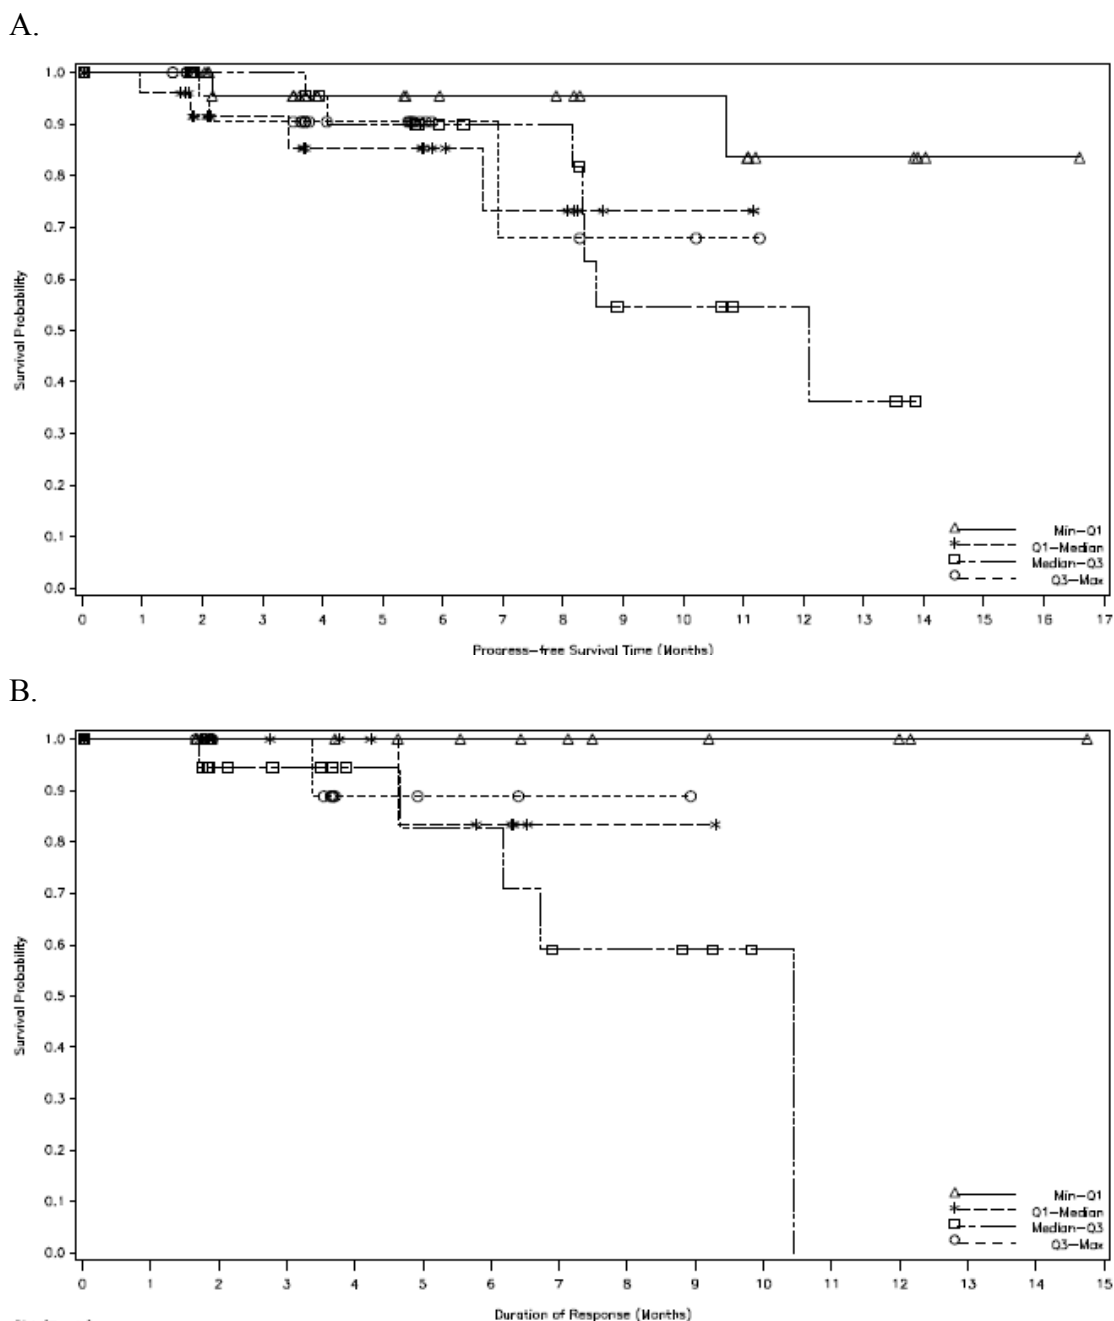 A.
1.0
0.9
0.8
0.7
0.6
0.5
0.4
0.3
0.2
0.1
0.0
Survival Probability
Min-Q1
Q1-Median
Median-Q3
Q3-Max
0 1 2 3 4 5 6 7 8 9 10 11 12 13 14 15 16 17
Progress-free Survival Time (Months)
B.
1.0
0.9
0.8
0.7
0.6
0.5
0.4
0.3
0.2
0.1
0.0
Survival Probability
Min-Q1
Q1-Median
Median-Q3
Q3-Max
0 1 2 3 4 5 6 7 8 9 10 11 12 13 14 15
Duration of Response (Months)